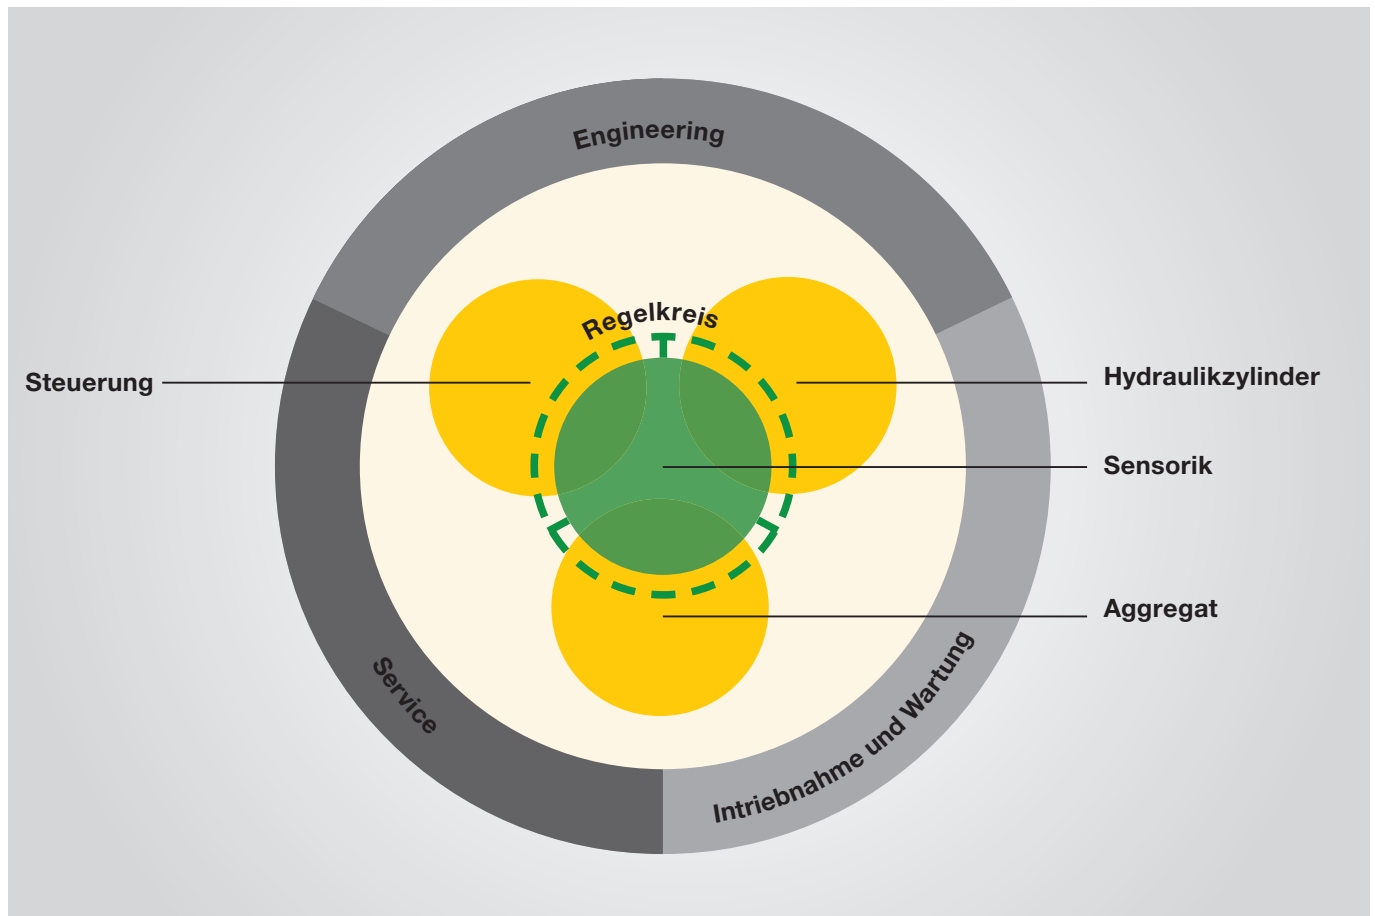 Engineering
Regelkreis
Steuerung
Hydraulikzylinder
Sensorik
Aggregat
Service
Intriebnahme und Wartung